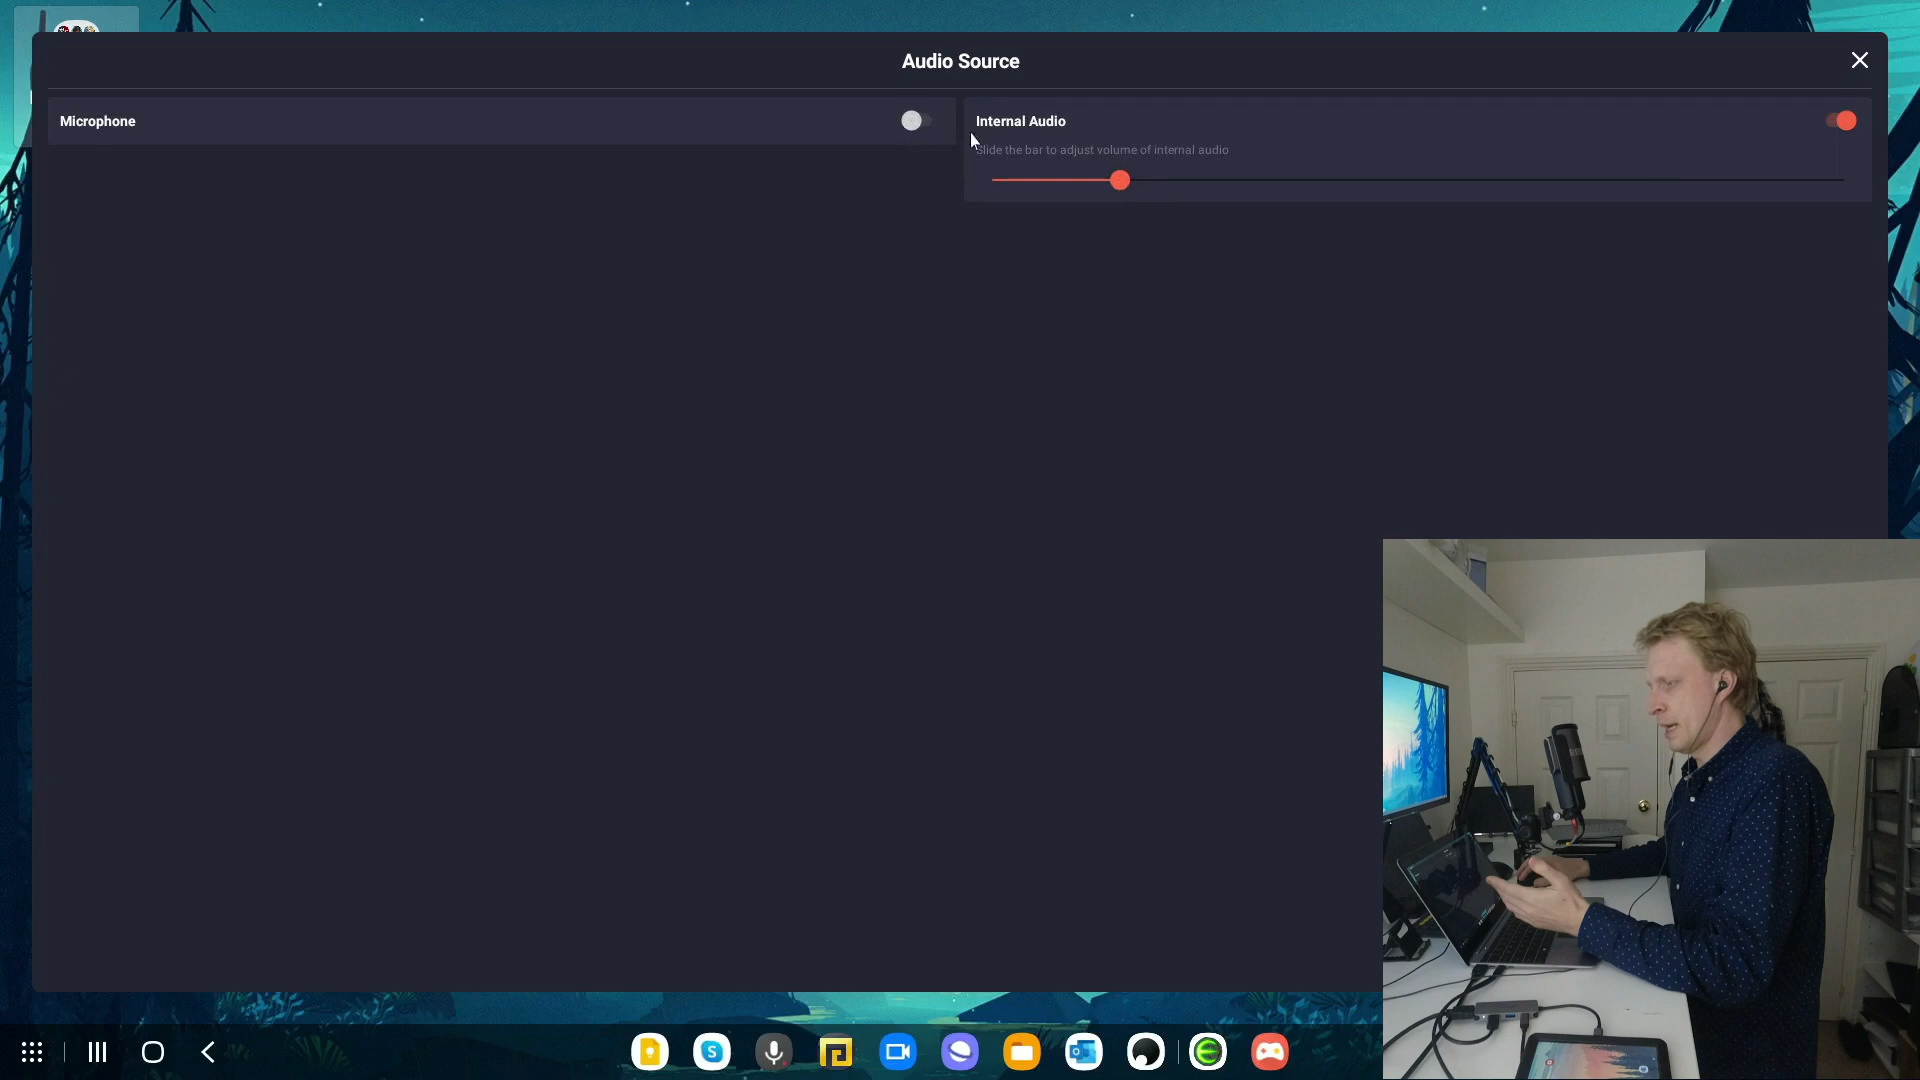 Audio Source
Microphone
Internal Audio
Slide the bar to adjust volume of internal audio